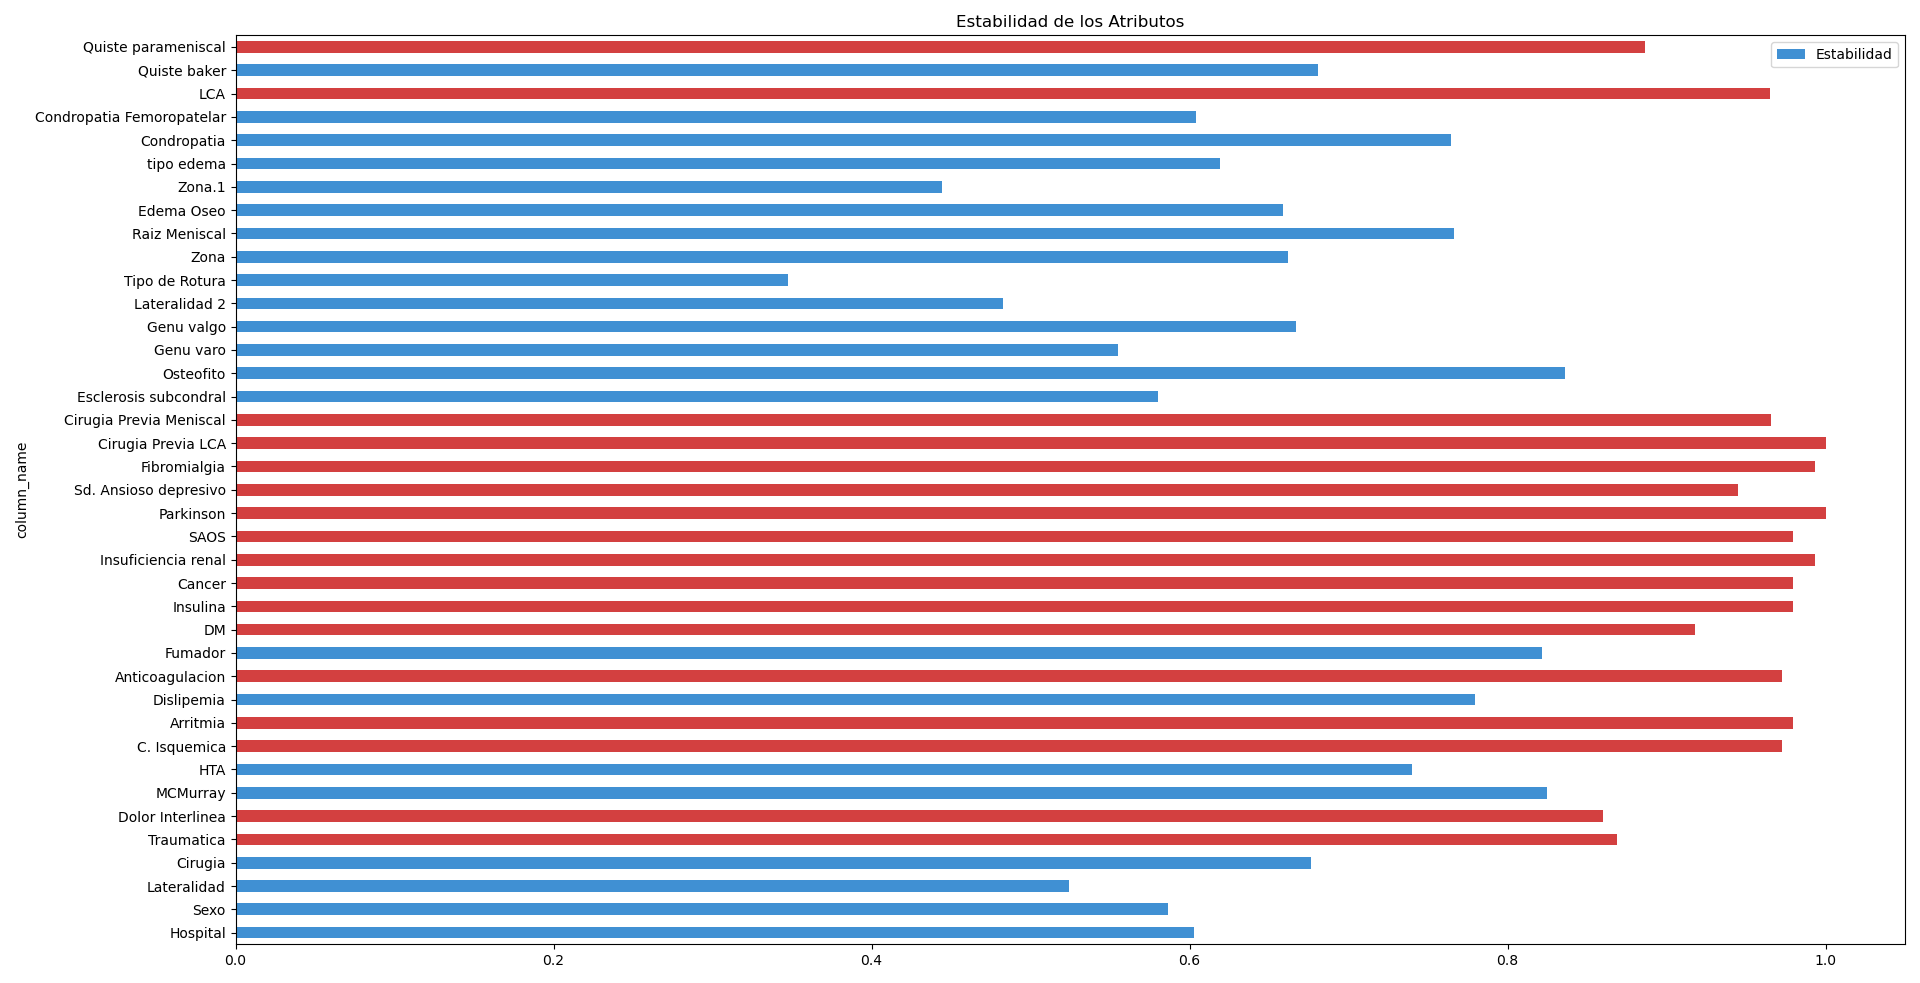 Estabilidad de los Atributos
Estabilidad
column_name
Quiste parameniscal
Quiste baker
LCA
Condropatia Femoropatelar
Condropatia
tipo edema
Zona.1
Edema Oseo
Raiz Meniscal
Zona
Tipo de Rotura
Lateralidad 2
Genu valgo
Genu varo
Osteofito
Esclerosis subcondral
Cirugia Previa Meniscal
Cirugia Previa LCA
Fibromialgia
Sd. Ansioso depresivo
Parkinson
SAOS
Insuficiencia renal
Cancer
Insulina
DM
Fumador
Anticoagulacion
Dislipemia
Arritmia
C. Isquemica
HTA
MCMurray
Dolor Interlinea
Traumatica
Cirugia
Lateralidad
Sexo
Hospital
0.0 0.2 0.4 0.6 0.8 1.0